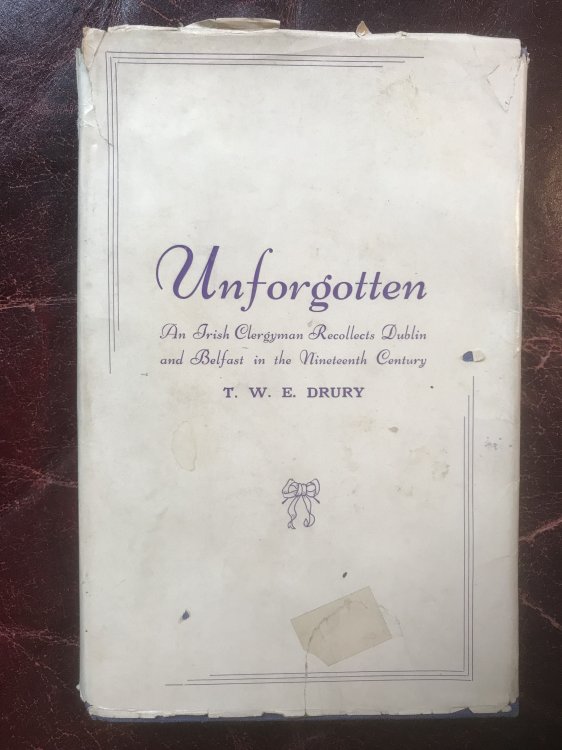 Unforgotten
An Irish Clergyman Recollects Dublin
and Belfast in the Nineteenth Century
T. W. E. DRURY